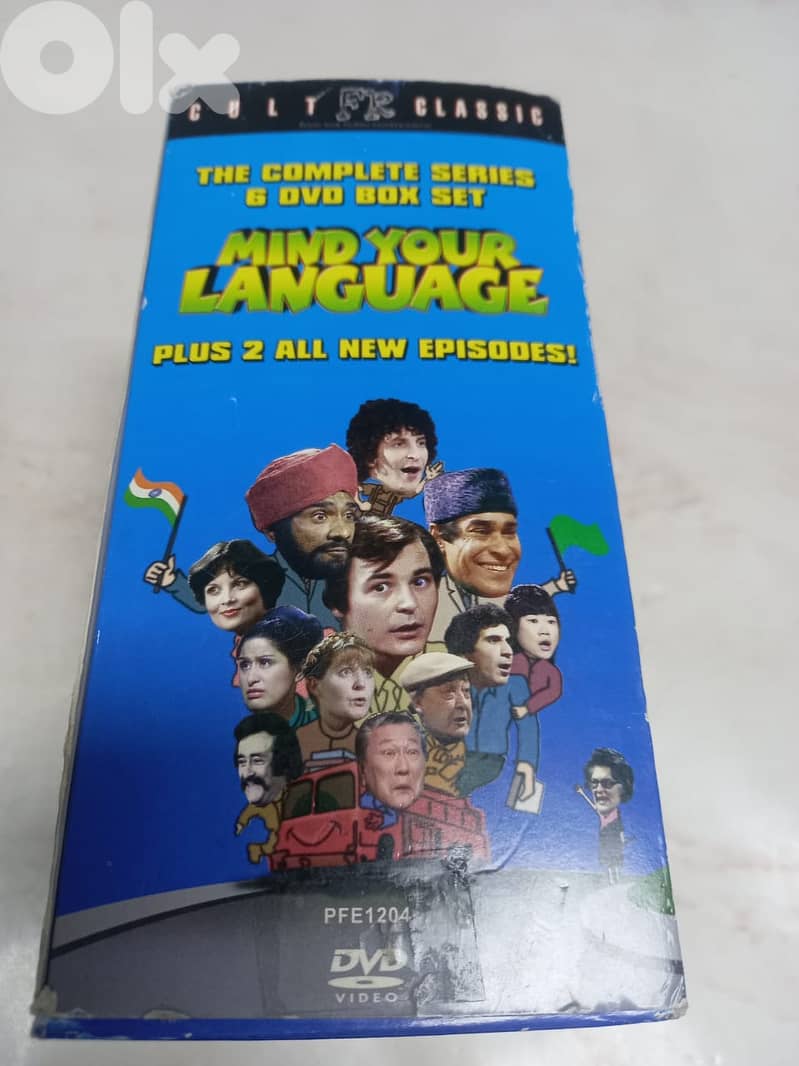 olx
CULT FR CLASSIC
THE COMPLETE SERIES
6 DVD BOX SET
MIND YOUR
LANGUAGE
PLUS 2 ALL NEW EPISODES!
PFE1204
DVD
VIDEO